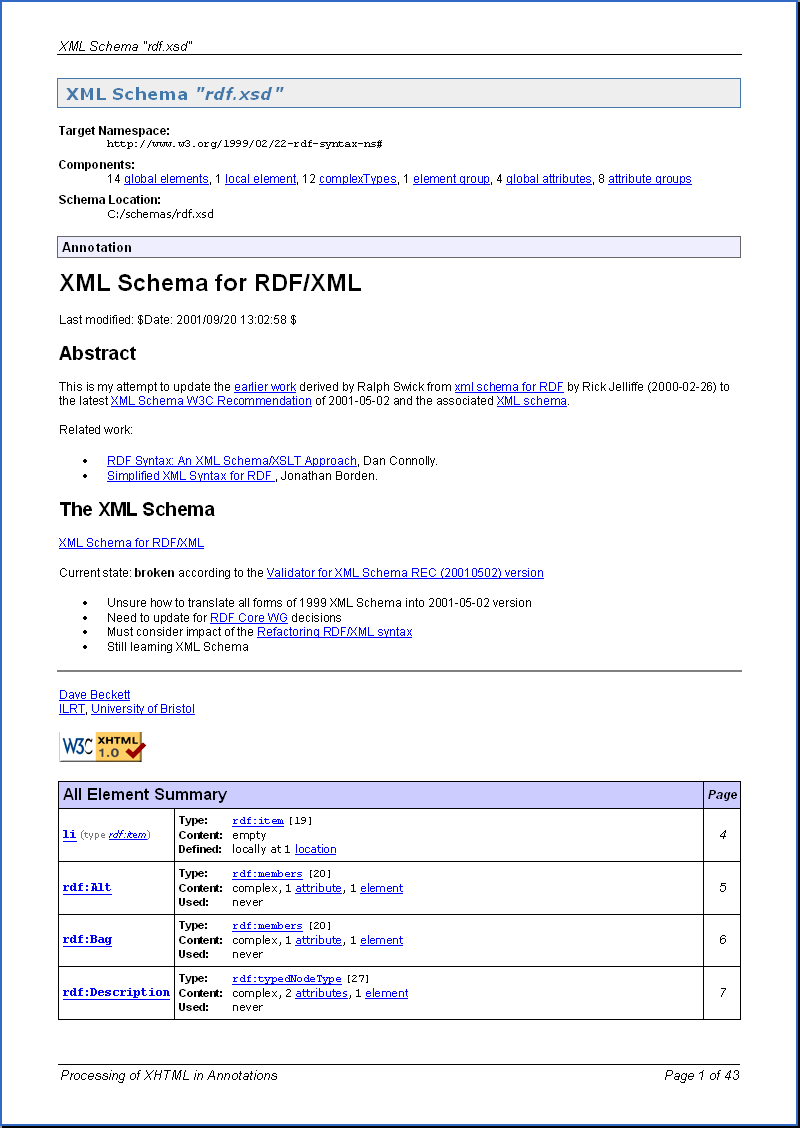 XML Schema "rdf.xsd"
XML Schema "rdf.xsd"
Target Namespace:
http://www.w3.org/1999/02/22-rdf-syntax-ns#
Components:
14 global elements, 1 local element, 12 complexTypes, 1 element group, 4 global attributes, 8 attribute groups
Schema Location:
C:/schemas/rdf.xsd
Annotation
XML Schema for RDF/XML
Last modified: $Date: 2001/09/20 13:02:58 $
Abstract
This is my attempt to update the earlier work derived by Ralph Swick from xml schema for RDF by Rick Jelliffe (2000-02-26) to
the latest XML Schema W3C Recommendation of 2001-05-02 and the associated XML schema.
Related work:
• RDF Syntax: An XML Schema/XSLT Approach, Dan Connolly.
• Simplified XML Syntax for RDF , Jonathan Borden.
The XML Schema
XML Schema for RDF/XML
Current state: broken according to the Validator for XML Schema REC (20010502) version
• Unsure how to translate all forms of 1999 XML Schema into 2001-05-02 version
• Need to update for RDF Core WG decisions
• Must consider impact of the Refactoring RDF/XML syntax
• Still learning XML Schema
Dave Beckett
ILRT, University of Bristol
W3C XHTML 1.0
All Element Summary Page
li (type rdf:item) Type: rdf:item [19]
Content: empty 4
Defined: locally at 1 location
rdf:Alt Type: rdf:members [20]
Content: complex, 1 attribute, 1 element 5
Used: never
rdf:Bag Type: rdf:members [20]
Content: complex, 1 attribute, 1 element 6
Used: never
rdf:Description Type: rdf:typedNodeType [27]
Content: complex, 2 attributes, 1 element 7
Used: never
Processing of XHTML in Annotations Page 1 of 43